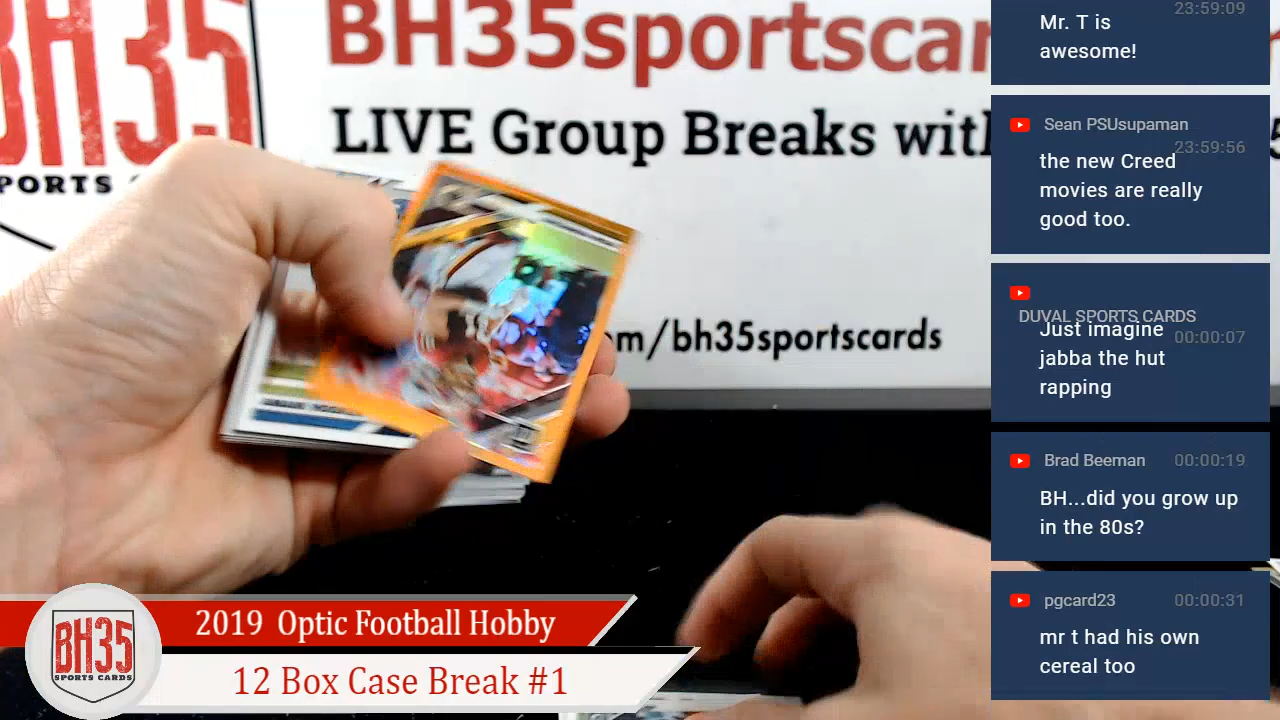 BH35
PORTS
BH35sportscar
LIVE Group Breaks with
om/bh35sportscards
Mr. T is
awesome!
23:59:09
Sean PSUsupaman
23:59:56
the new Creed
movies are really
good too.
DUVAL SPORTS CARDS
00:00:07
Just imagine
jabba the hut
rapping
Brad Beeman 00:00:19
BH...did you grow up
in the 80s?
pgcard23 00:00:31
mr t had his own
cereal too
BH35
SPORTS CARDS
2019 Optic Football Hobby
12 Box Case Break #1